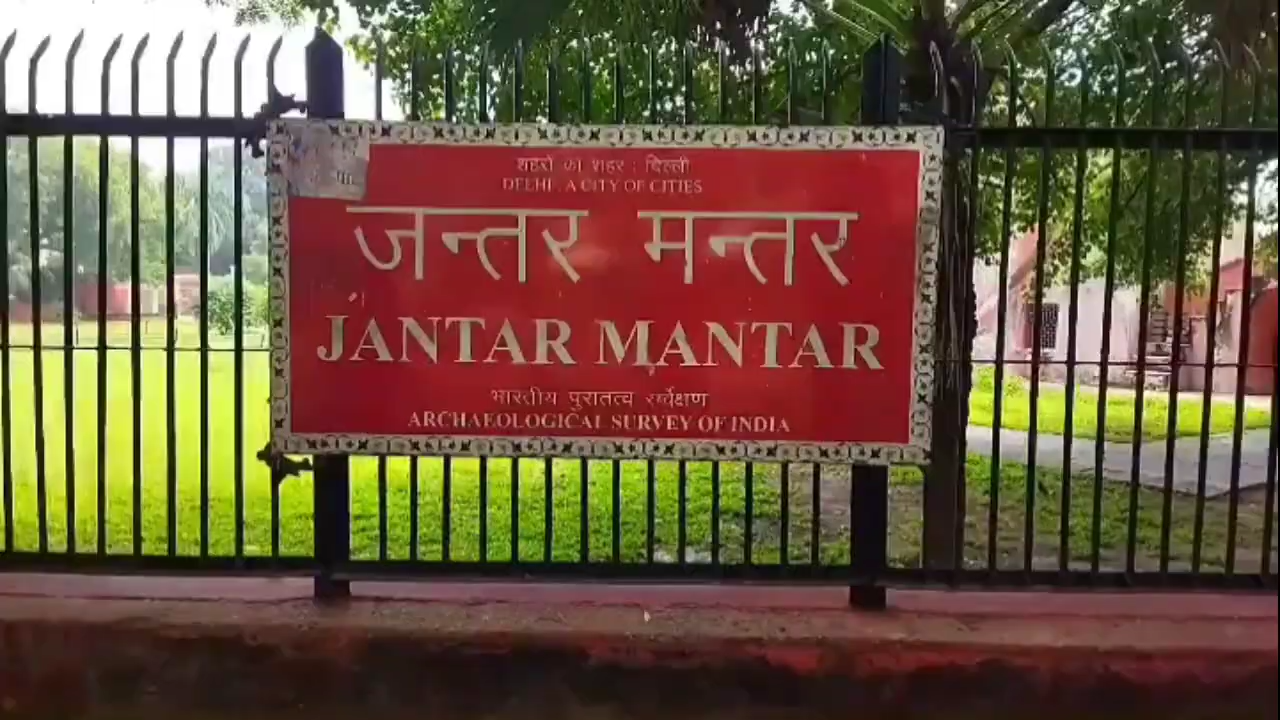 शहरों का शहर : दिल्ली
DELHI : A CITY OF CITIES
जन्तर मन्तर
JANTAR MANTAR
भारतीय पुरातत्व सर्वेक्षण
ARCHAEOLOGICAL SURVEY OF INDIA